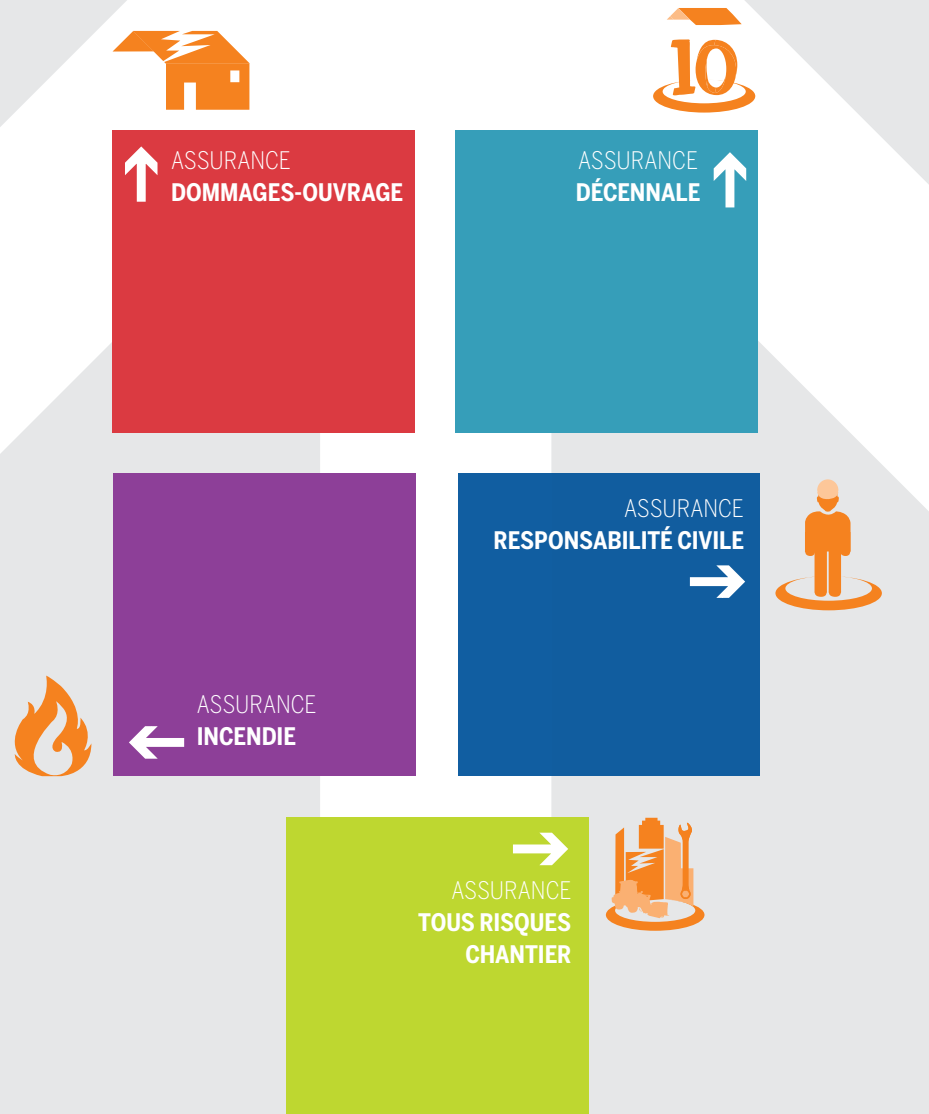 10
ASSURANCE
DOMMAGES-OUVRAGE
ASSURANCE
DÉCENNALE
ASSURANCE
RESPONSABILITÉ CIVILE
ASSURANCE
INCENDIE
ASSURANCE
TOUS RISQUES
CHANTIER